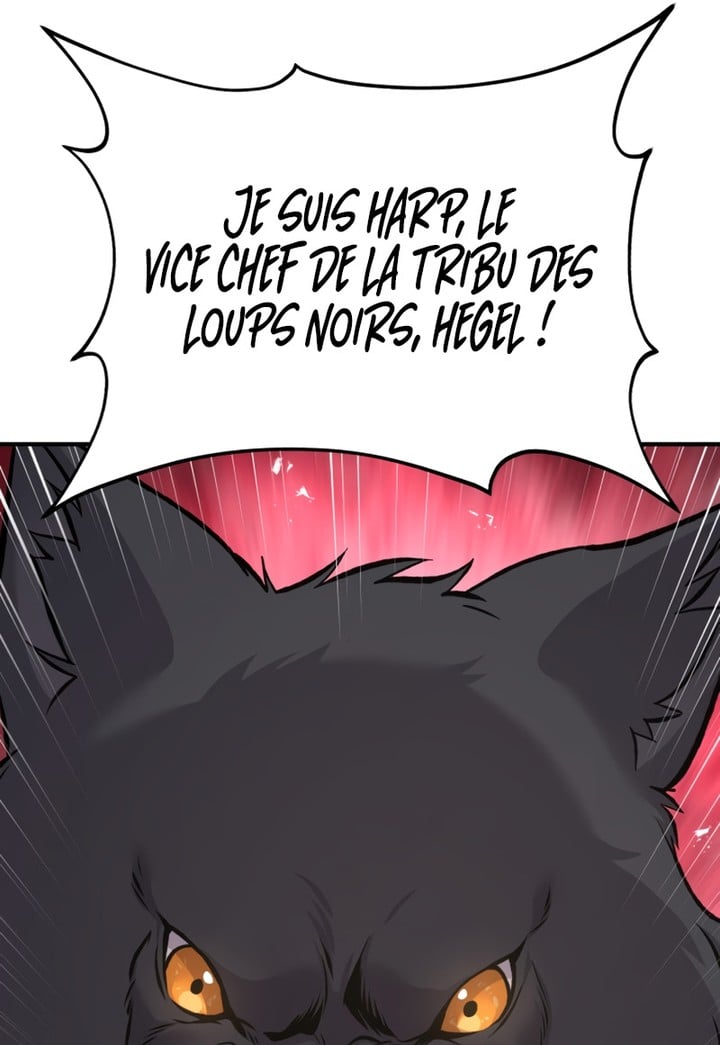 JE SUIS HARP, LE
VICE CHEF DE LA TRIBU DES
LOUPS NOIRS, HEGEL !